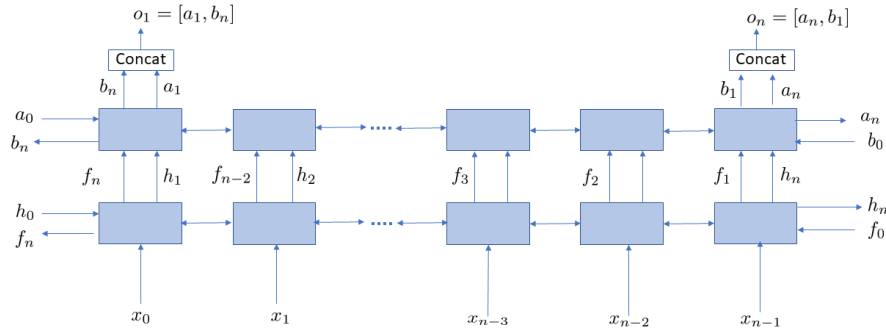 o_1 = [a_1, b_n] o_n = [a_n, b_1]
Concat Concat
b_n a_1 b_1 a_n
a_0 a_n
b_n .... b_0
f_n h_1 f_{n-2} h_2 f_3 f_2 f_1 h_n
h_0 h_n
f_n .... f_0
x_0 x_1 x_{n-3} x_{n-2} x_{n-1}